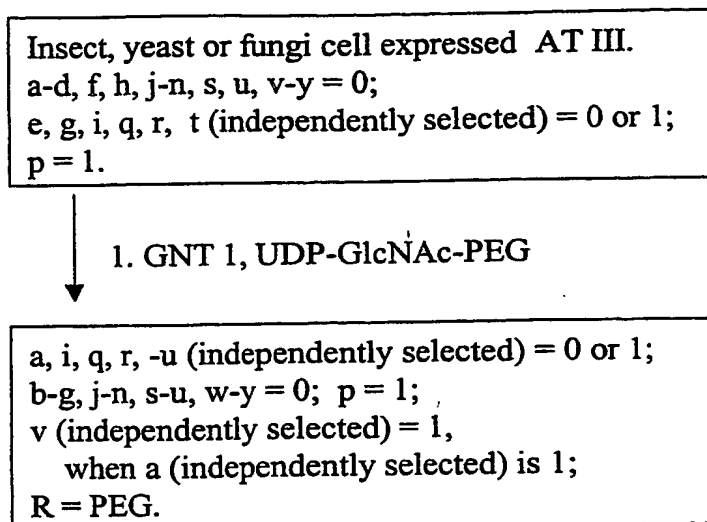 Insect, yeast or fungi cell expressed AT III.
a-d, f, h, j-n, s, u, v-y = 0;
e, g, i, q, r, t (independently selected) = 0 or 1;
p = 1.
1. GNT 1, UDP-GlcNAc-PEG
a, i, q, r, -u (independently selected) = 0 or 1;
b-g, j-n, s-u, w-y = 0; p = 1;
v (independently selected) = 1,
when a (independently selected) is 1;
R = PEG.